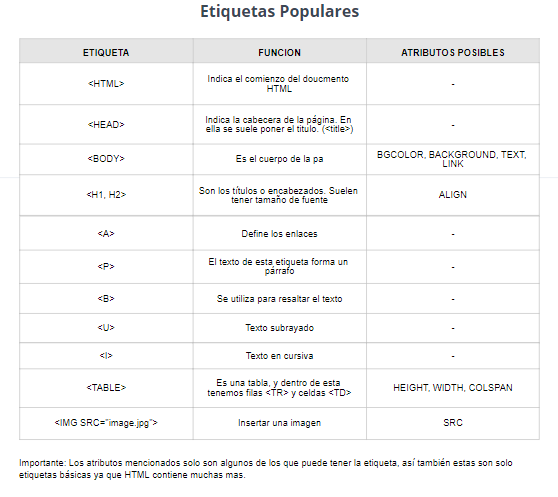 Etiquetas Populares
ETIQUETA FUNCION ATRIBUTOS POSIBLES
<HTML> Indica el comienzo del doucmento HTML -
<HEAD> Indica la cabecera de la página. En ella se suele poner el titulo. (<title>) -
<BODY> Es el cuerpo de la pa BGCOLOR, BACKGROUND, TEXT, LINK
<H1, H2> Son los títulos o encabezados. Suelen tener tamaño de fuente ALIGN
<A> Define los enlaces -
<P> El texto de esta etiqueta forma un párrafo -
<B> Se utiliza para resaltar el texto -
<U> Texto subrayado -
<I> Texto en cursiva -
<TABLE> Es una tabla, y dentro de esta tenemos filas <TR> y celdas <TD> HEIGHT, WIDTH, COLSPAN
<IMG SRC="image.jpg"> Insertar una imagen SRC
Importante: Los atributos mencionados solo son algunos de los que puede tener la etiqueta, así también estas son solo
etiquetas básicas ya que HTML contiene muchas mas.